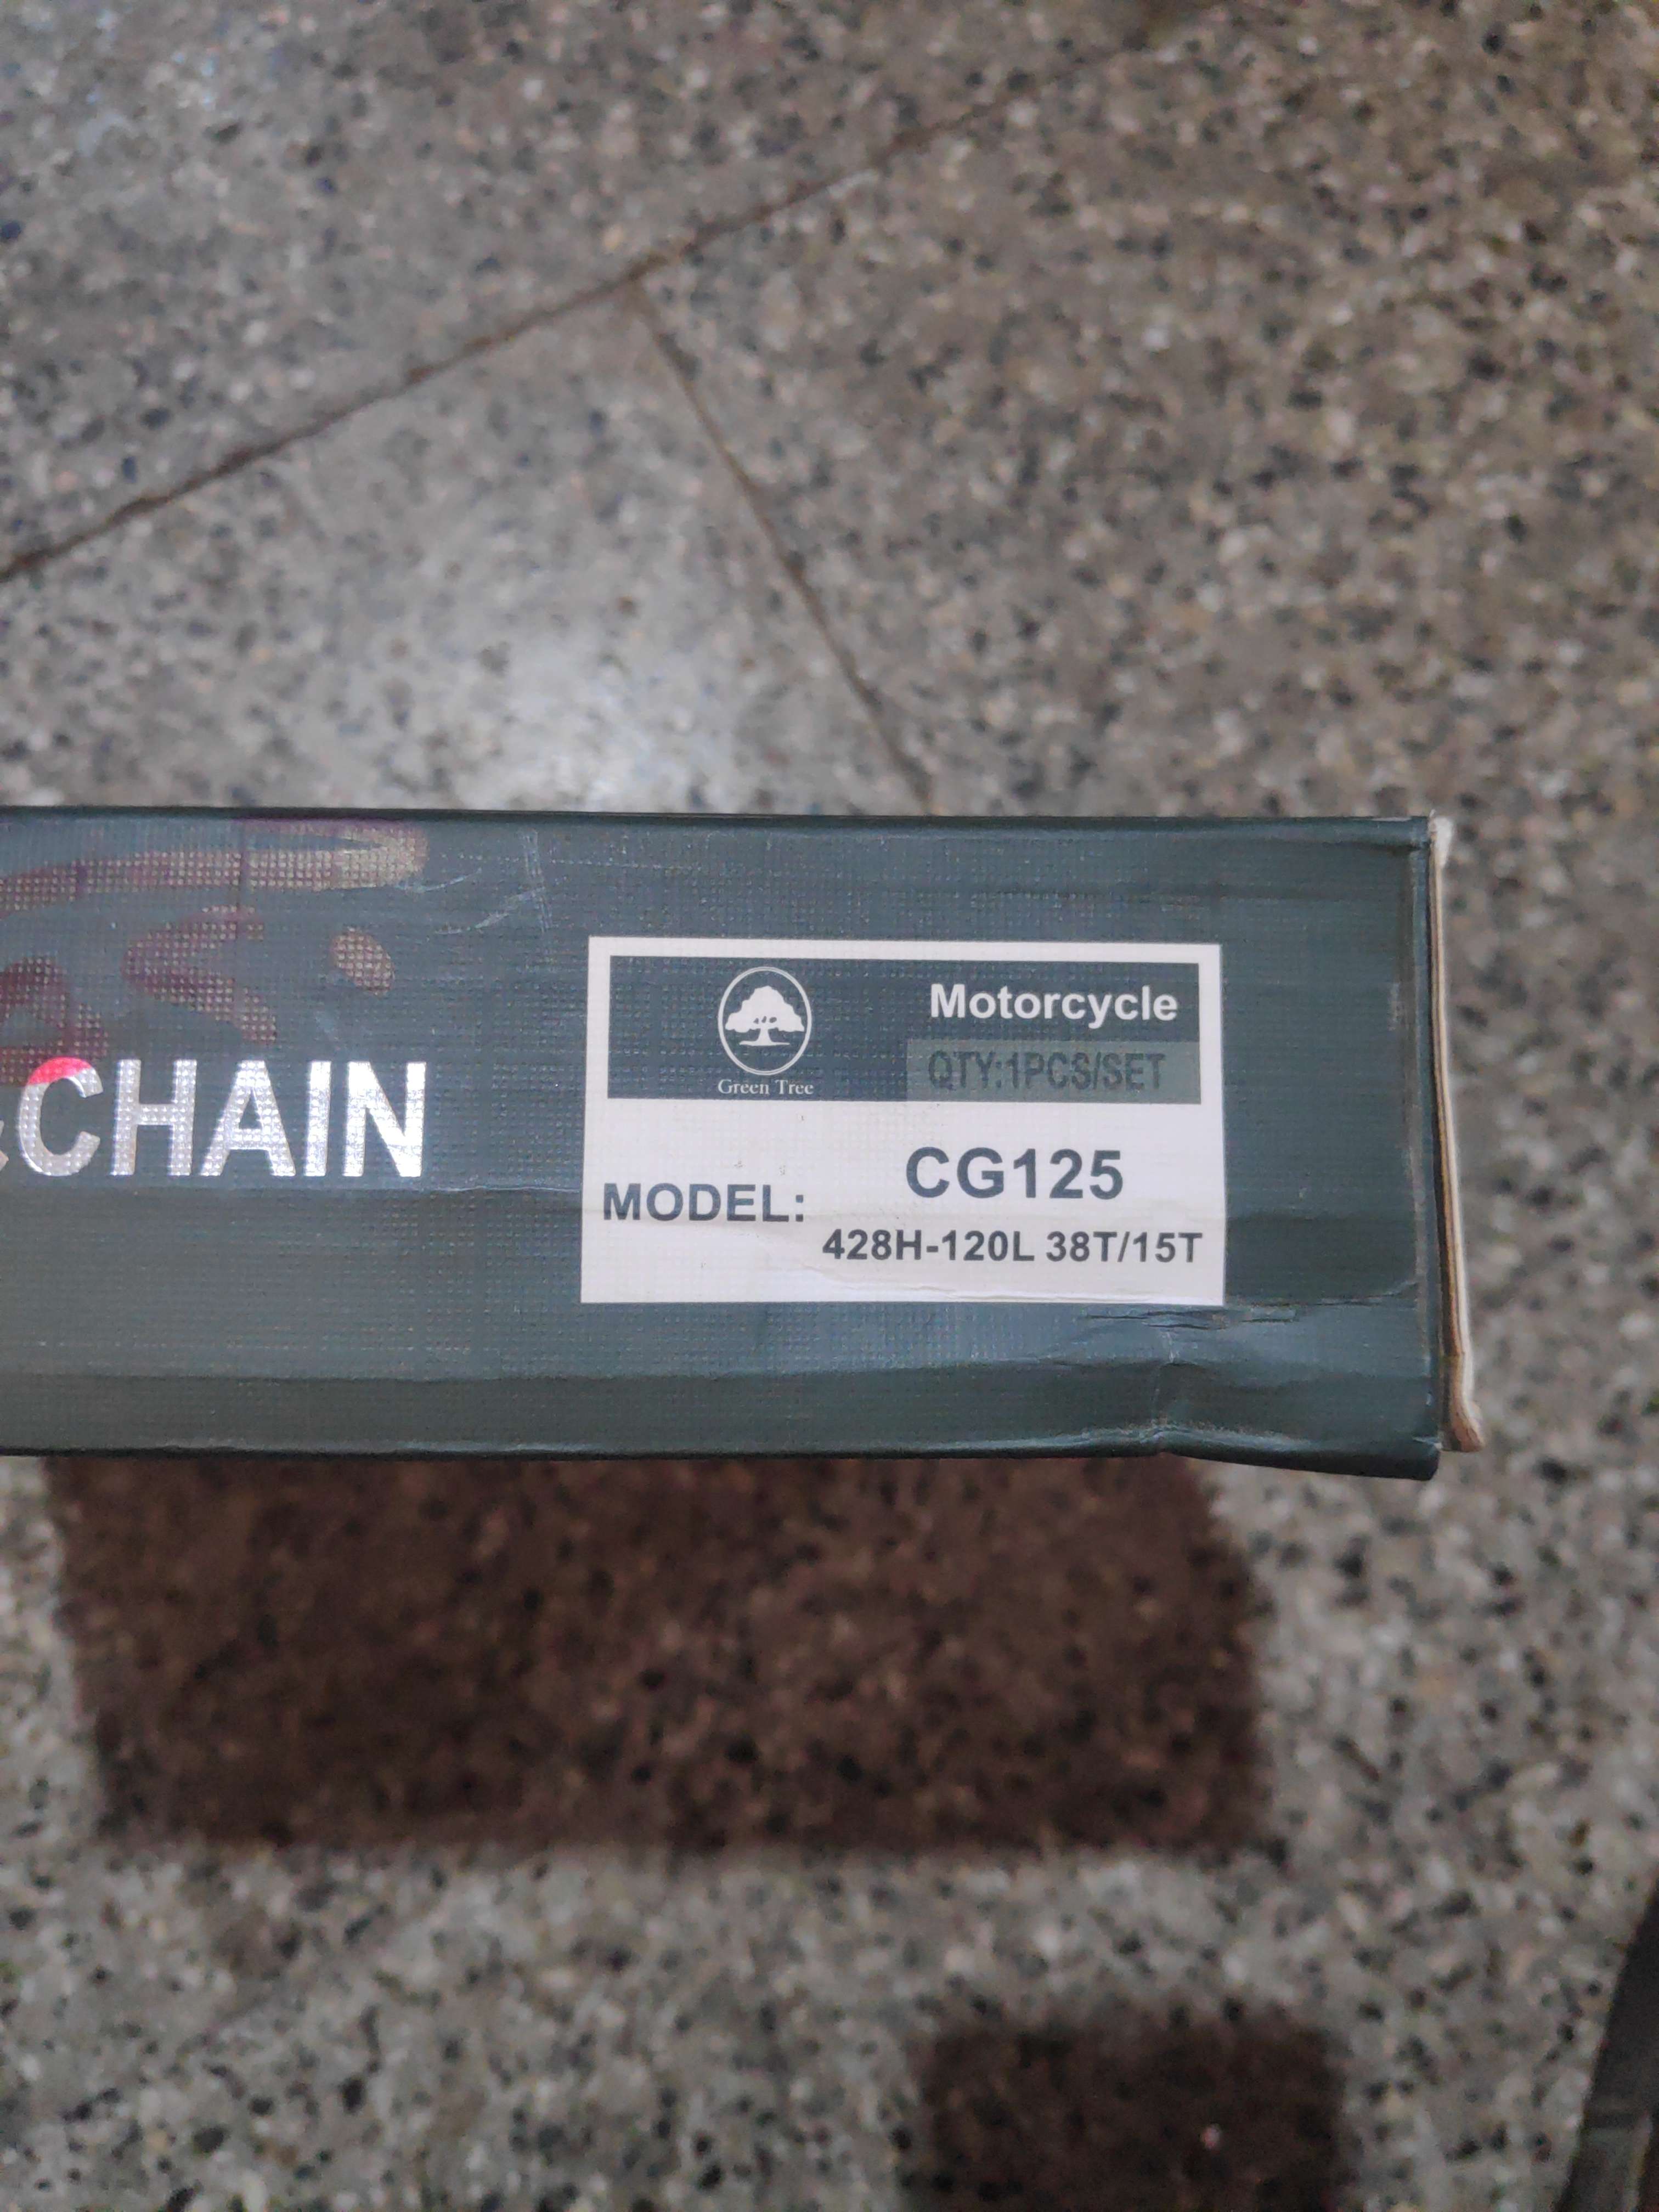 &CHAIN
Motorcycle
QTY:1PCS/SET
Green Tree
MODEL:
CG125
428H-120L 38T/15T